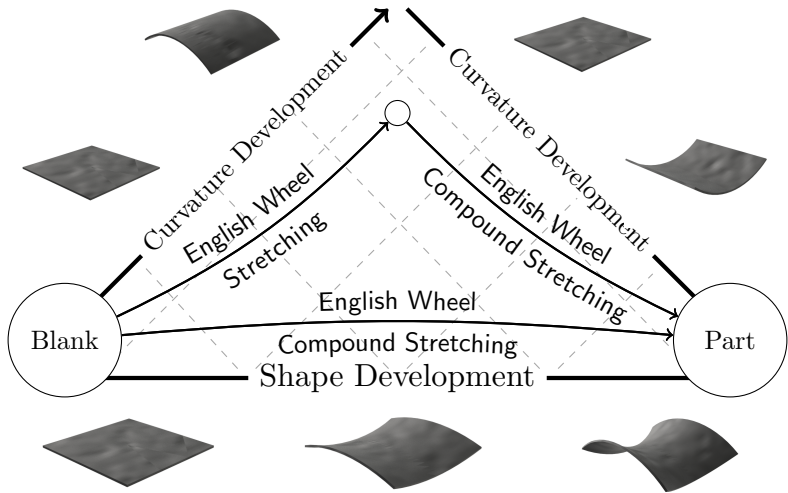 Curvature Development
Curvature Development
English Wheel
Stretching
English Wheel
Compound Stretching
Blank
English Wheel
Compound Stretching
Part
Shape Development